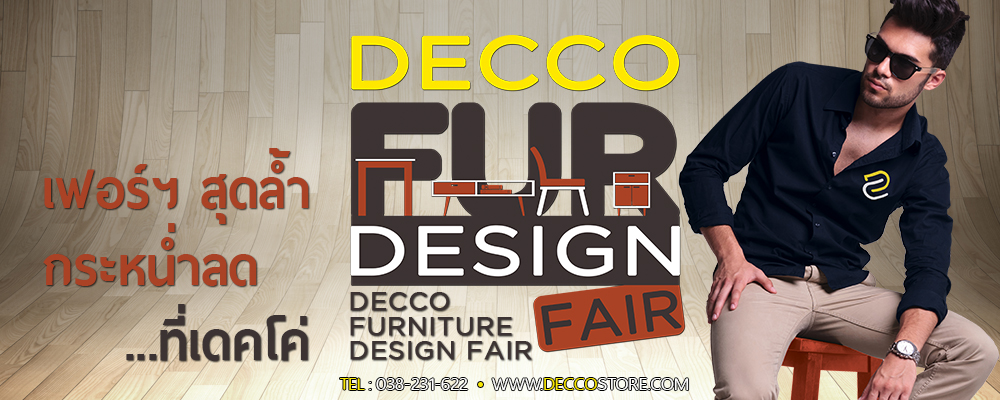 เฟอร์ฯ สุดล้ำ
กระหน่ำลด
...ที่เดคโค่
DECCO
FUR
DESIGN
FAIR
DECCO
FURNITURE
DESIGN FAIR
TEL : 038-231-622 • WWW.DECCOSTORE.COM